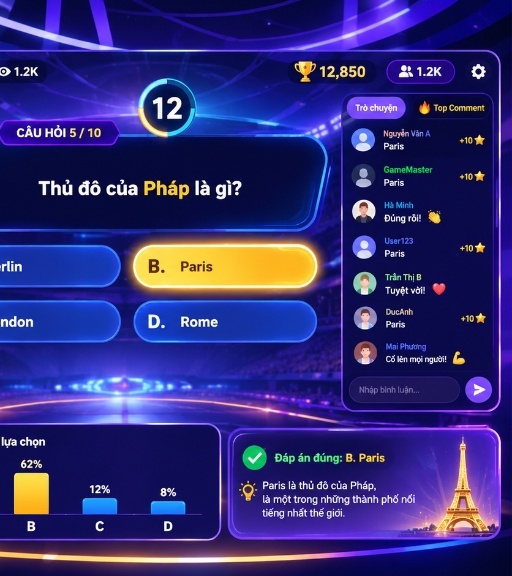 1.2K
12,850
1.2K
12
CÂU HỎI 5 / 10
Thủ đô của Pháp là gì?
erlin
B. Paris
ndon
D. Rome
Trò chuyện
Top Comment
Nguyễn Văn A
Paris
+10
GameMaster
Paris
+10
Hà Minh
Đúng rồi!
User123
Paris
+10
Trần Thị B
Tuyệt vời!
DucAnh
Paris
+10
Mai Phương
Cố lên mọi người!
Nhập bình luận...
lựa chọn
62%
12%
8%
B
C
D
Đáp án đúng: B. Paris
Paris là thủ đô của Pháp,
là một trong những thành phố nổi
tiếng nhất thế giới.